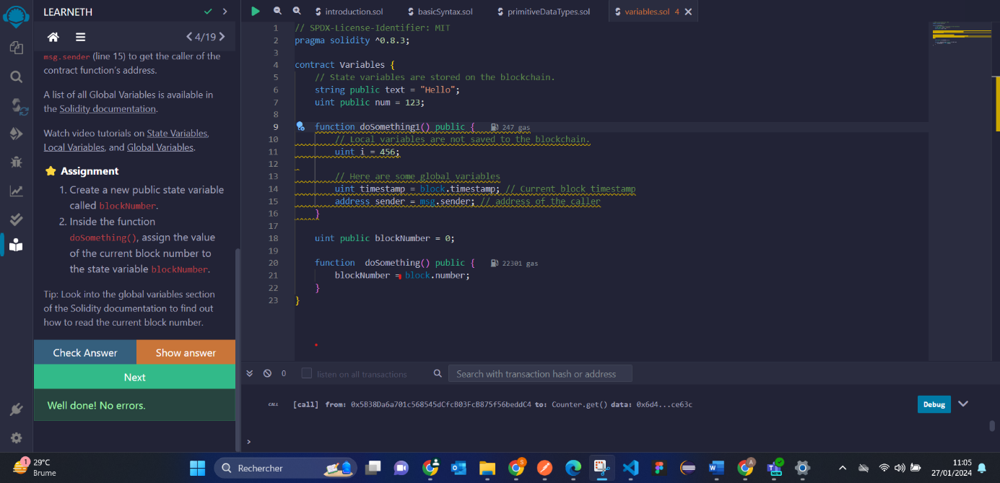 LEARNETH
4/19
msg.sender (line 15) to get the caller of the
contract function's address.
A list of all Global Variables is available in
the Solidity documentation.
Watch video tutorials on State Variables,
Local Variables, and Global Variables.
Assignment
1. Create a new public state variable
called blockNumber.
2. Inside the function
doSomething(), assign the value
of the current block number to
the state variable blockNumber.
Tip: Look into the global variables section
of the Solidity documentation to find out
how to read the current block number.
Check Answer
Show answer
Next
Well done! No errors.
introduction.sol
basicSyntax.sol
primitiveDataTypes.sol
variables.sol 4
1 // SPDX-License-Identifier: MIT
2 pragma solidity ^0.8.3;
3
4 contract Variables {
5 // State variables are stored on the blockchain.
6 string public text = "Hello";
7 uint public num = 123;
8
9 function doSomething1() public { 247 gas
10 // Local variables are not saved to the blockchain.
11 uint i = 456;
12
13 // Here are some global variables
14 uint timestamp = block.timestamp; // Current block timestamp
15 address sender = msg.sender; // address of the caller
16 }
17
18 uint public blockNumber = 0;
19
20 function  doSomething() public { 22301 gas
21 blockNumber = block.number;
22 }
23 }
0
listen on all transactions
Search with transaction hash or address
CALL [call] from: 0x5B38Da6a701c568545dCfcB03FcB875f56beddC4 to: Counter.get() data: 0x6d4...ce63c
Debug
>
1
29°C
Brume
Rechercher
NEW
11:05
27/01/2024